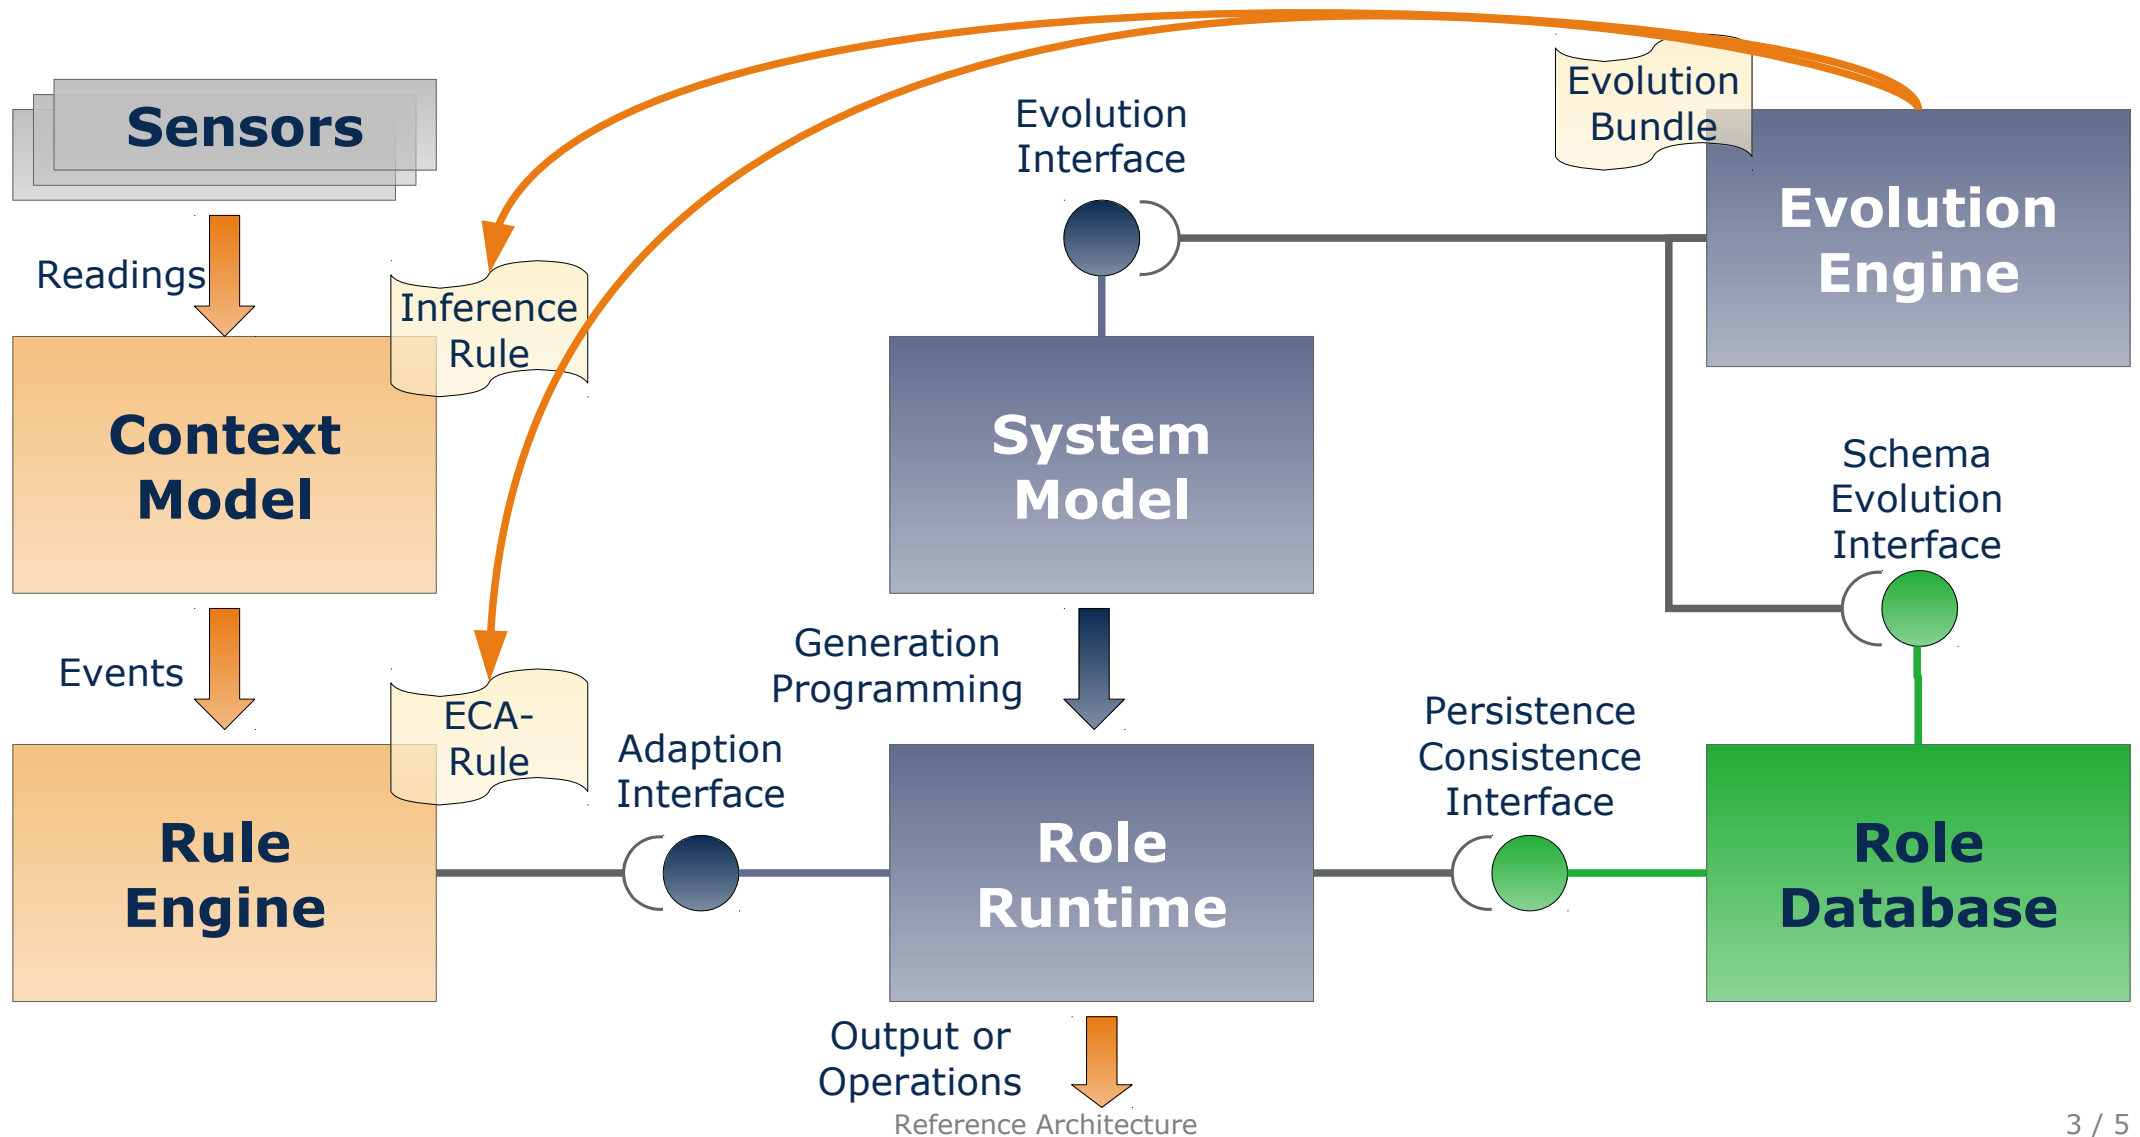 Sensors
Evolution
Bundle
Evolution
Interface
Evolution
Engine
Readings
Inference
Rule
Context
Model
System
Model
Schema
Evolution
Interface
Events
Generation
Programming
ECA-
Rule
Adaption
Interface
Persistence
Consistence
Interface
Rule
Engine
Role
Runtime
Role
Database
Output or
Operations
Reference Architecture
3 / 5